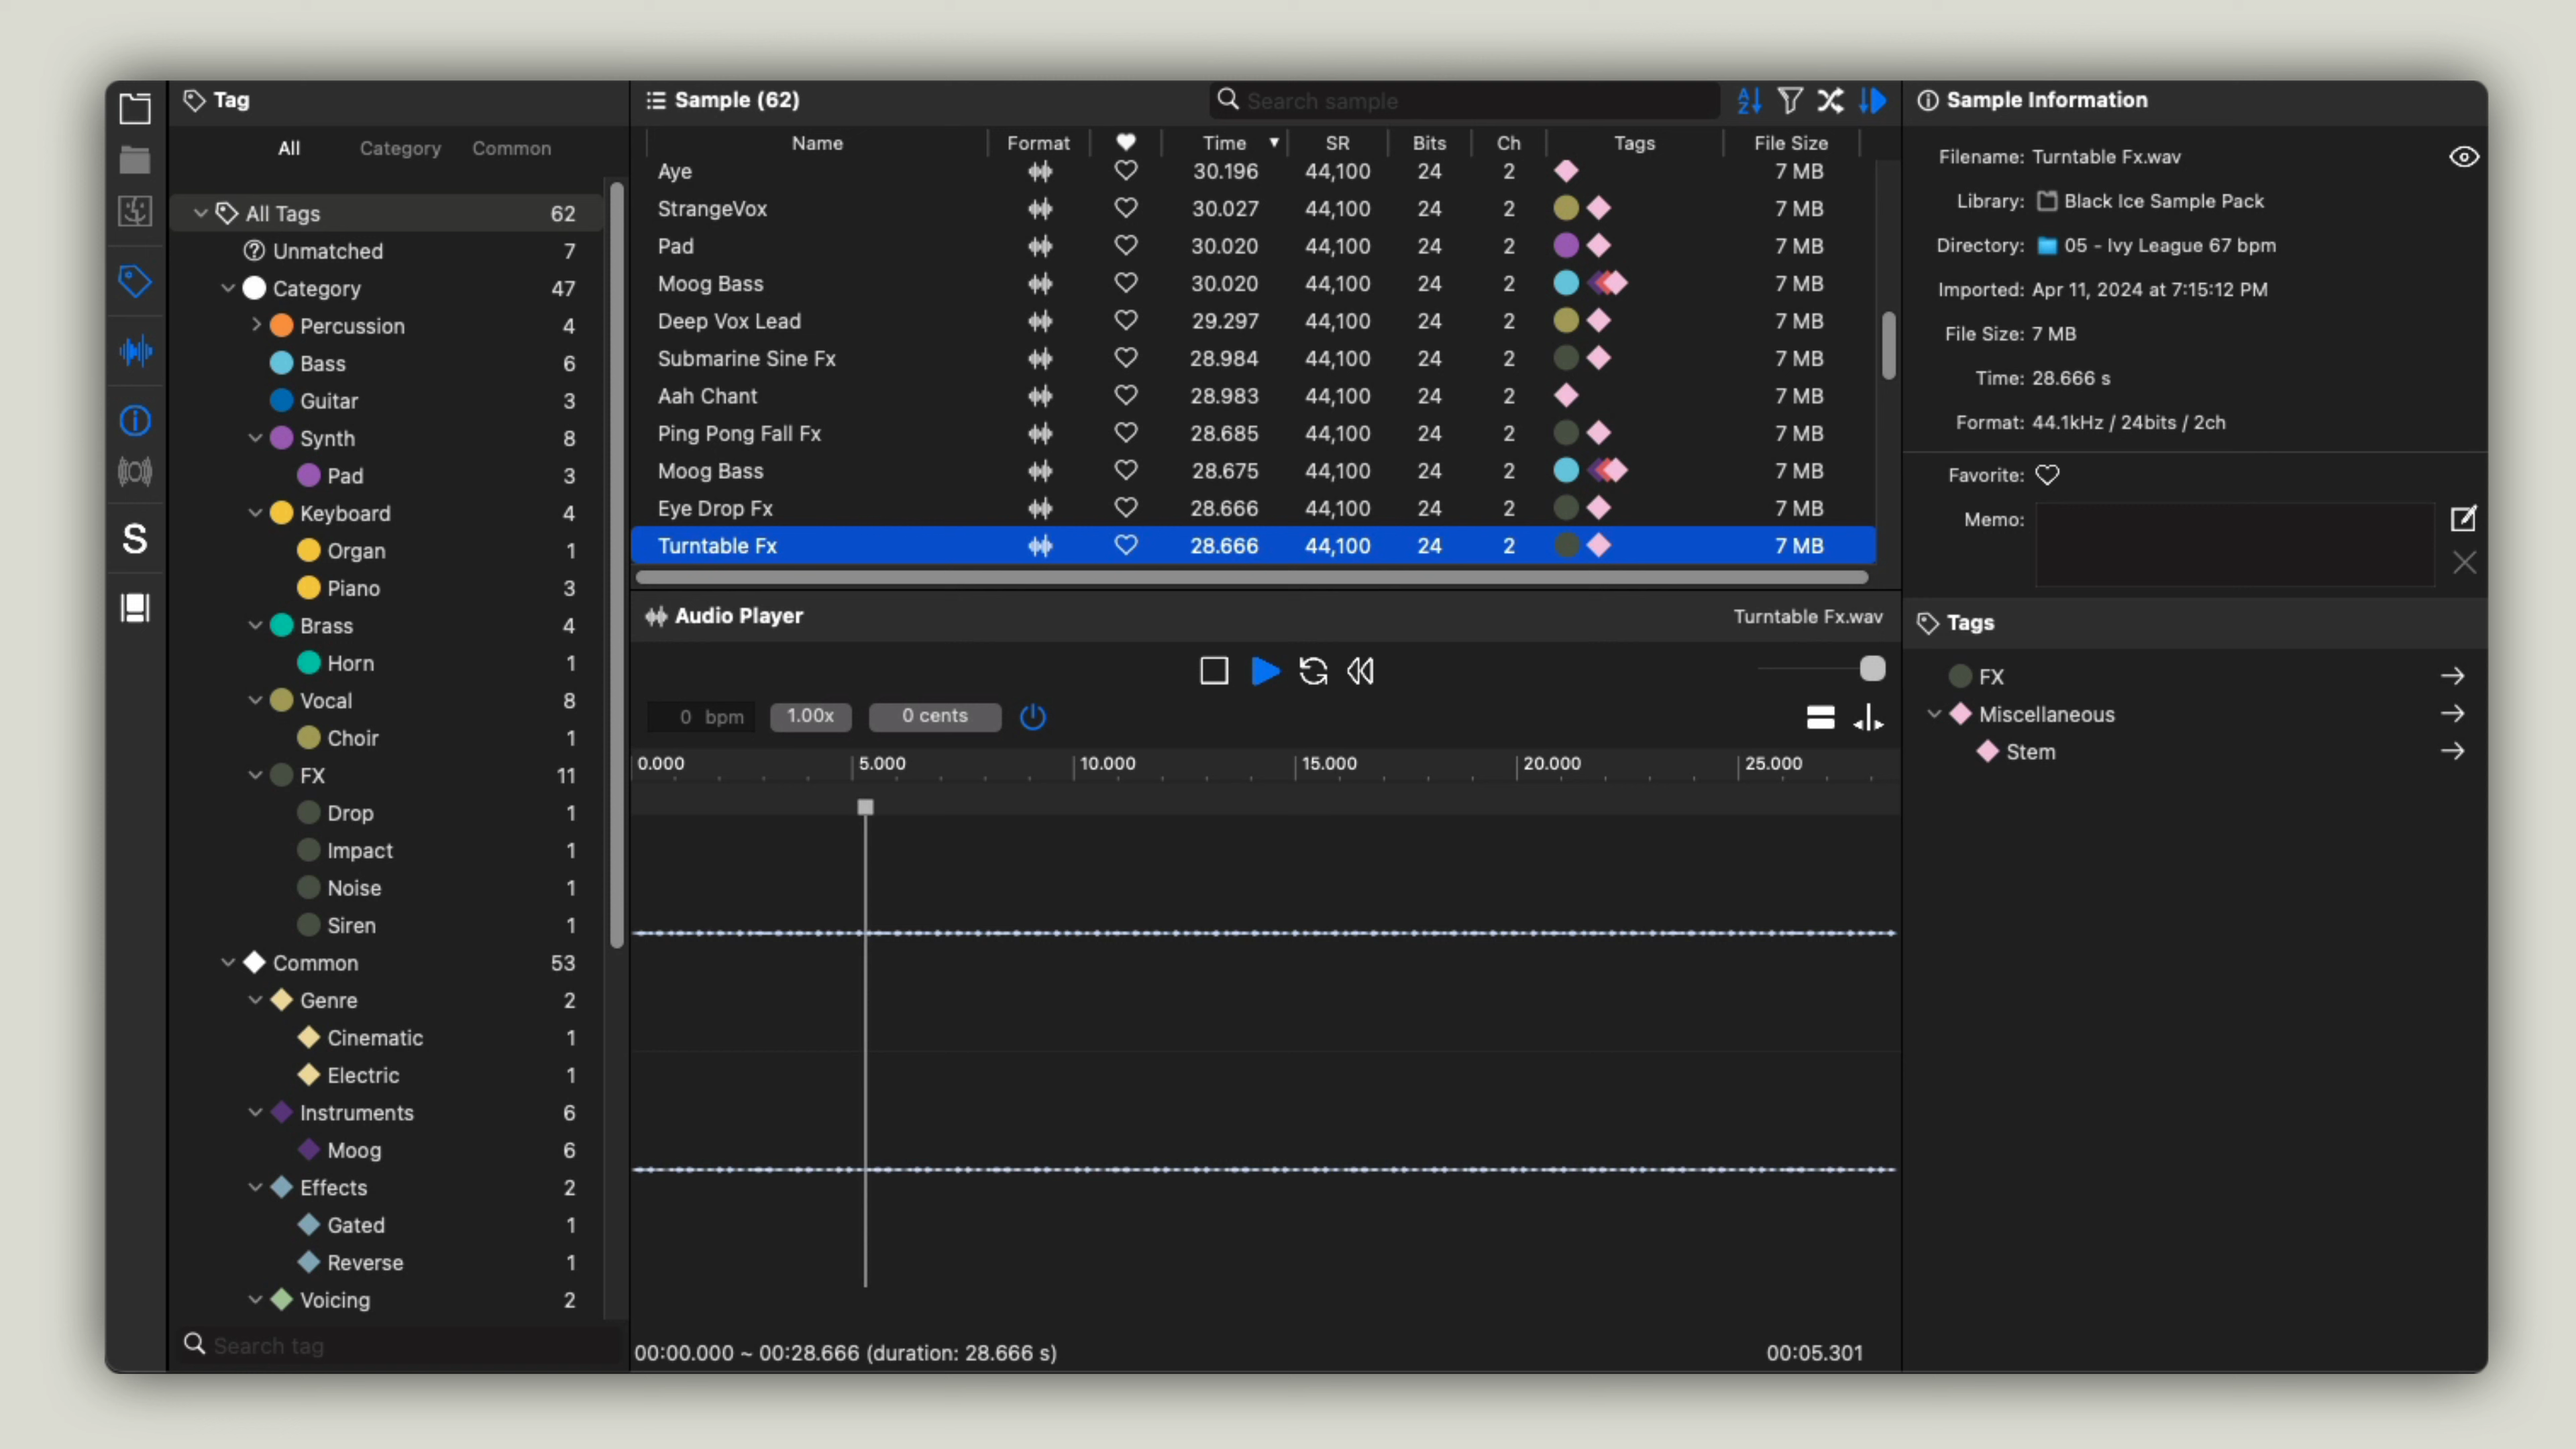 Tag
All Category Common
All Tags 62
Unmatched 7
Category 47
Percussion 4
Bass 6
Guitar 3
Synth 8
Pad 3
Keyboard 4
Organ 1
Piano 3
Brass 4
Horn 1
Vocal 8
Choir 1
FX 11
Drop 1
Impact 1
Noise 1
Siren 1
Common 53
Genre 2
Cinematic 1
Electric 1
Instruments 6
Moog 6
Effects 2
Gated 1
Reverse 1
Voicing 2
Search tag
S
Sample (62)
Search sample
Name Format Time ▼ SR Bits Ch Tags File Size
Aye 30.196 44,100 24 2 7 MB
StrangeVox 30.027 44,100 24 2 7 MB
Pad 30.020 44,100 24 2 7 MB
Moog Bass 30.020 44,100 24 2 7 MB
Deep Vox Lead 29.297 44,100 24 2 7 MB
Submarine Sine Fx 28.984 44,100 24 2 7 MB
Aah Chant 28.983 44,100 24 2 7 MB
Ping Pong Fall Fx 28.685 44,100 24 2 7 MB
Moog Bass 28.675 44,100 24 2 7 MB
Eye Drop Fx 28.666 44,100 24 2 7 MB
Turntable Fx 28.666 44,100 24 2 7 MB
Audio Player Turntable Fx.wav
0 bpm 1.00x 0 cents
0.000 5.000 10.000 15.000 20.000 25.000
00:00.000 ~ 00:28.666 (duration: 28.666 s) 00:05.301
Sample Information
Filename: Turntable Fx.wav
Library: Black Ice Sample Pack
Directory: 05 - Ivy League 67 bpm
Imported: Apr 11, 2024 at 7:15:12 PM
File Size: 7 MB
Time: 28.666 s
Format: 44.1kHz / 24bits / 2ch
Favorite:
Memo:
Tags
FX
Miscellaneous
Stem